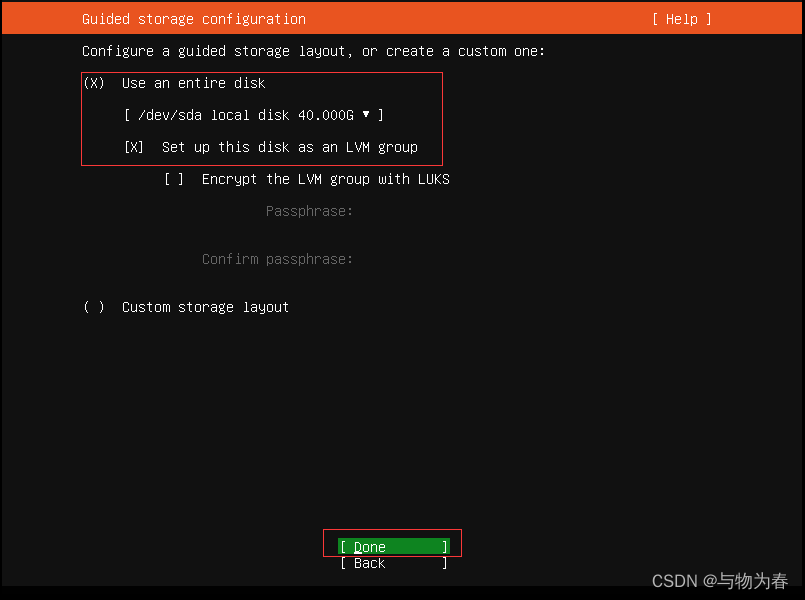 Guided storage configuration [ Help ]
Configure a guided storage layout, or create a custom one:
(X) Use an entire disk
[ /dev/sda local disk 40.000G ▾ ]
[X] Set up this disk as an LVM group
[ ] Encrypt the LVM group with LUKS
Passphrase:
Confirm passphrase:
( ) Custom storage layout
[ Done ]
[ Back ]
CSDN @与物为春